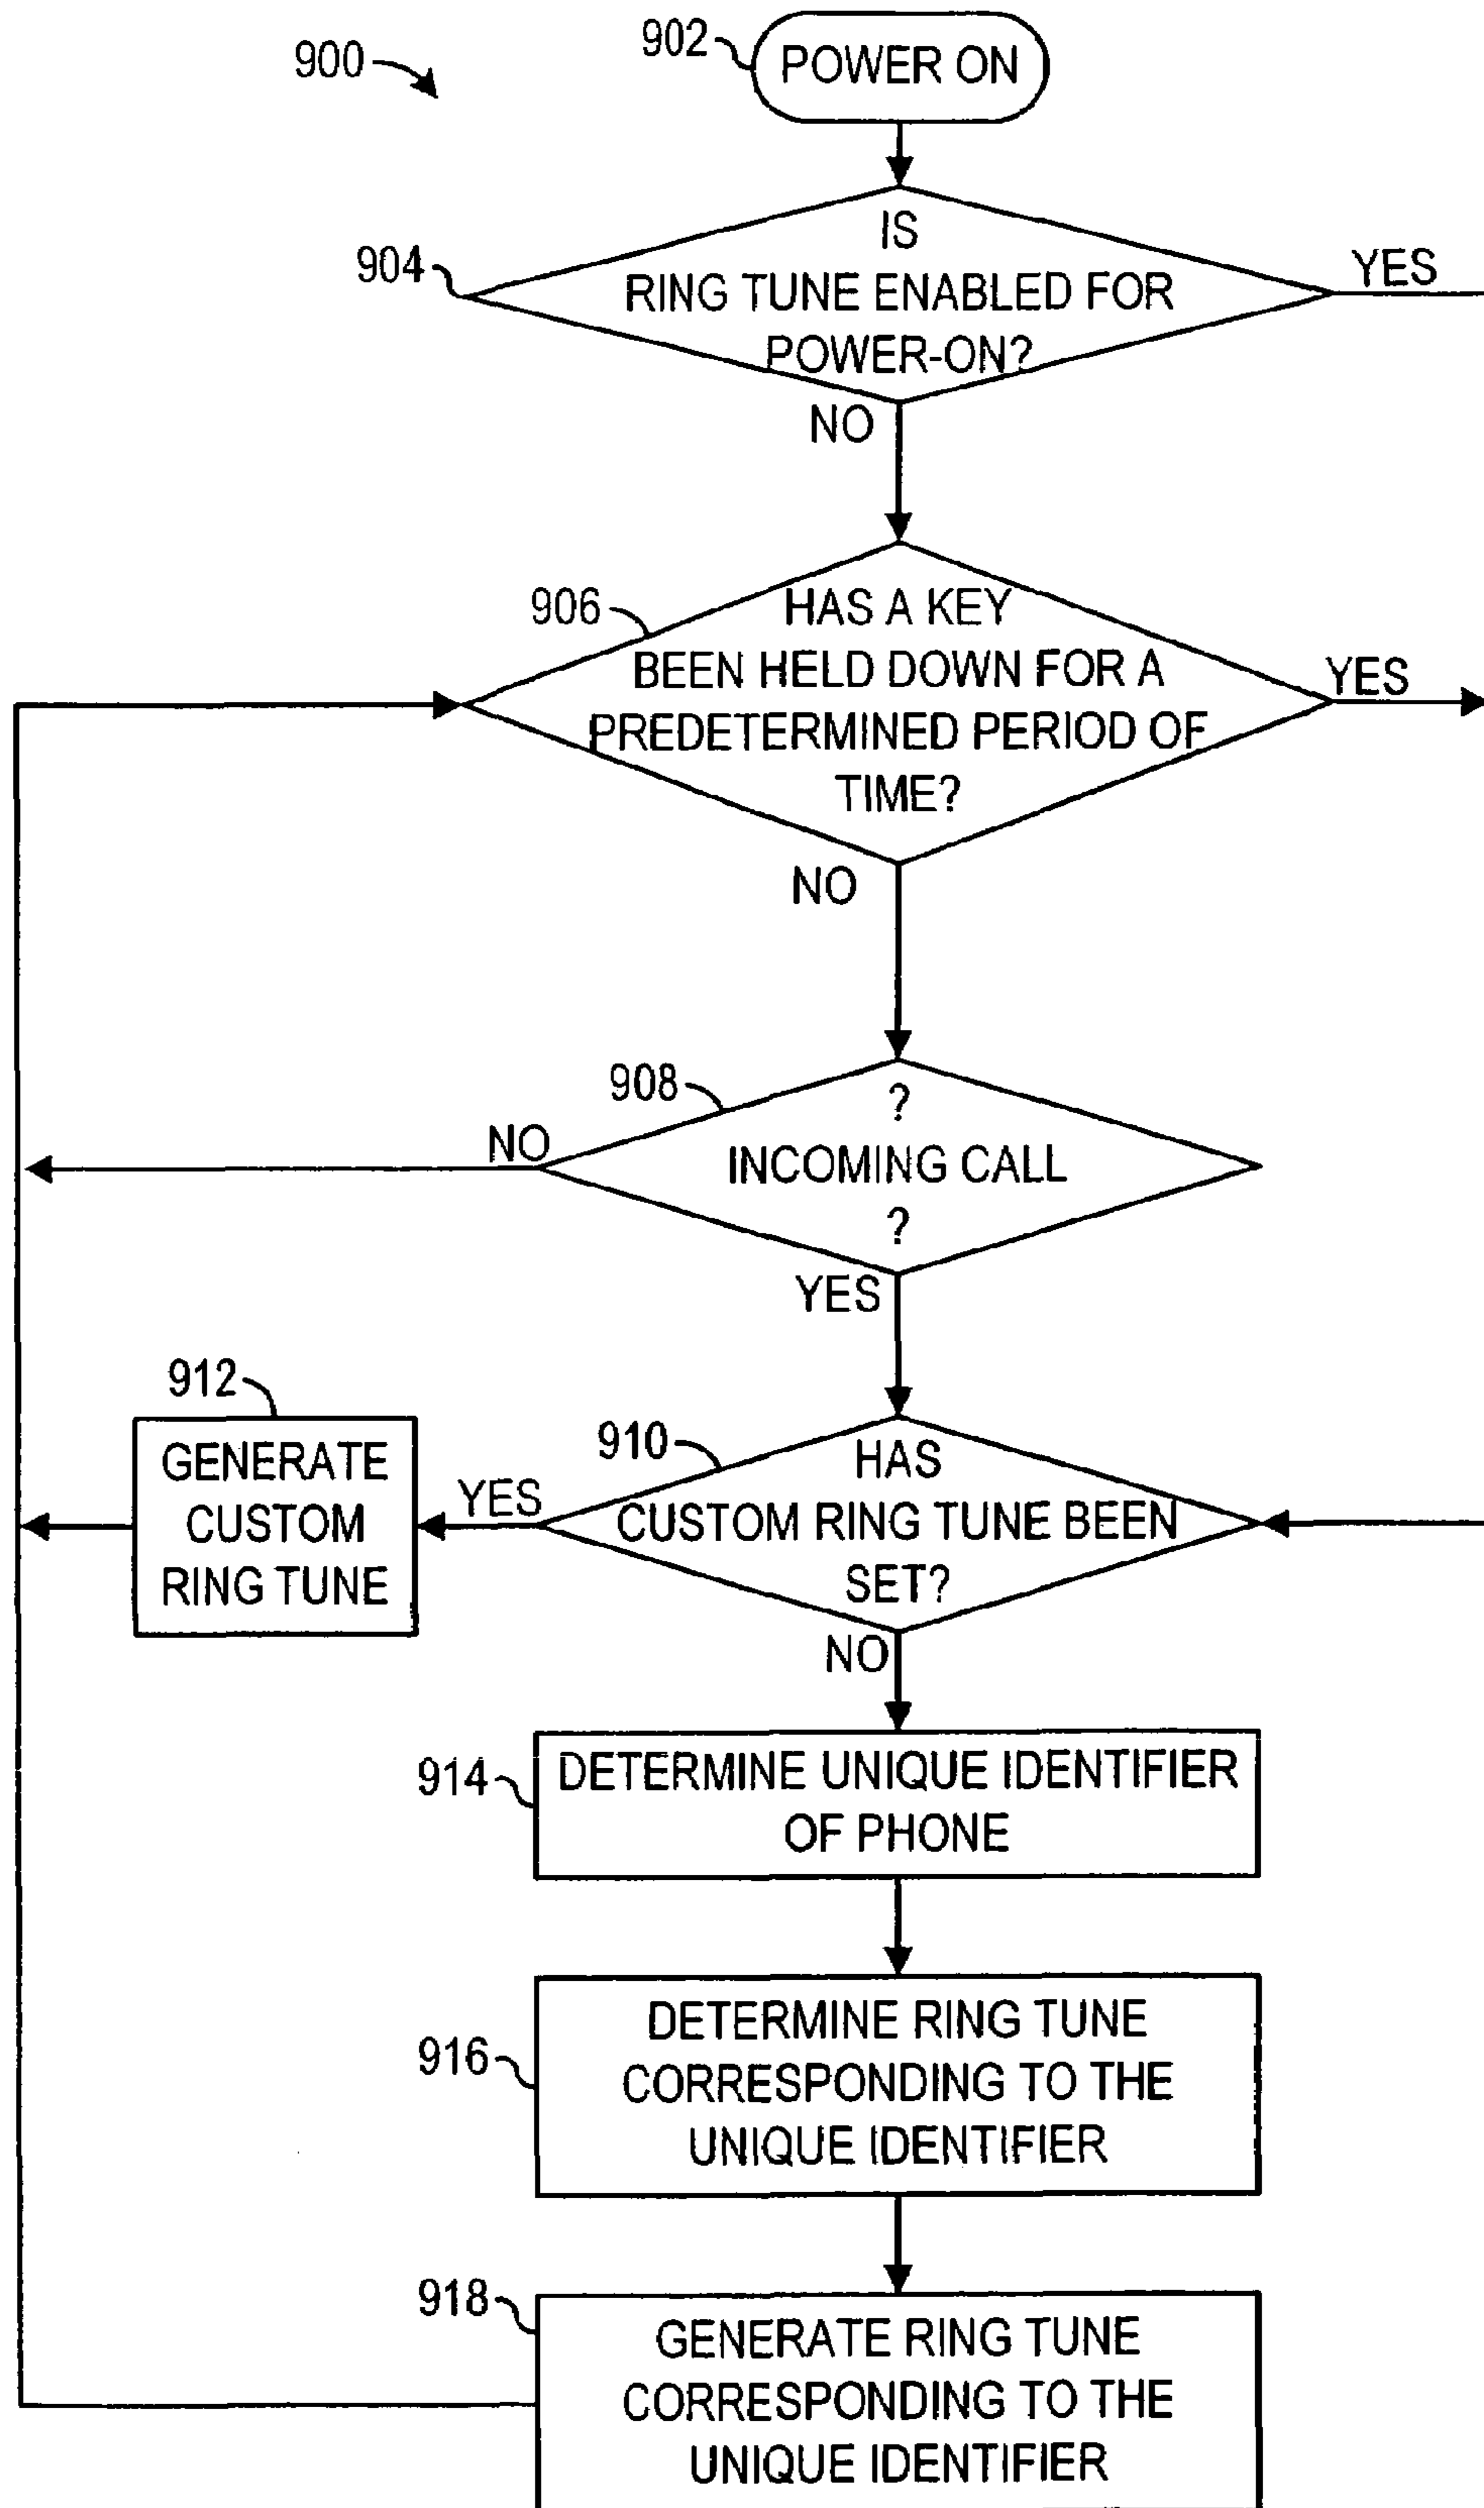 900
902
POWER ON
904
IS
RING TUNE ENABLED FOR
POWER-ON?
YES
NO
906
HAS A KEY
BEEN HELD DOWN FOR A
PREDETERMINED PERIOD OF
TIME?
YES
NO
908
?
INCOMING CALL
?
NO
YES
910
HAS
CUSTOM RING TUNE BEEN
SET?
YES
912
GENERATE
CUSTOM
RING TUNE
NO
914
DETERMINE UNIQUE IDENTIFIER
OF PHONE
916
DETERMINE RING TUNE
CORRESPONDING TO THE
UNIQUE IDENTIFIER
918
GENERATE RING TUNE
CORRESPONDING TO THE
UNIQUE IDENTIFIER